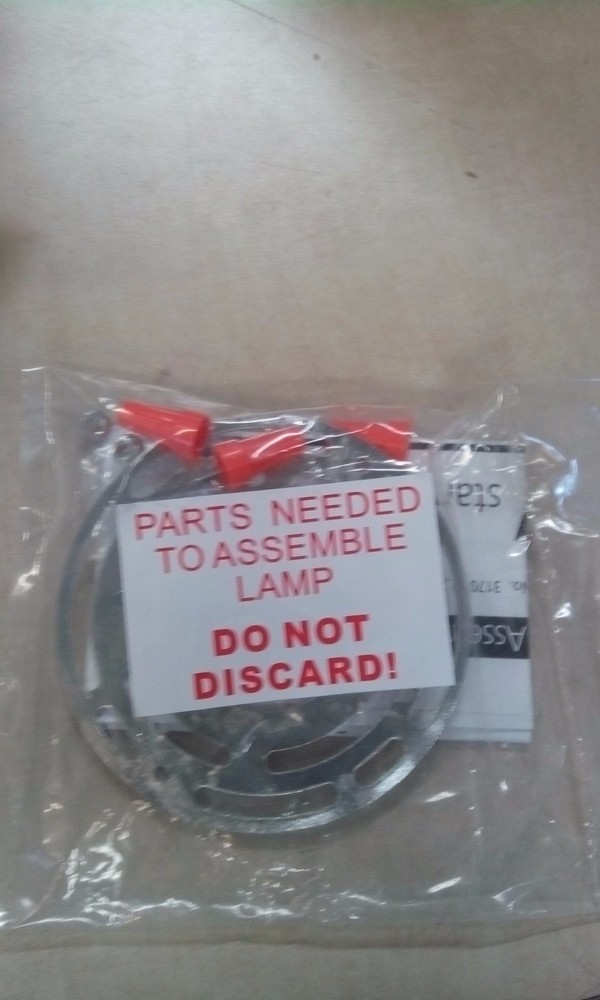 PARTS NEEDED
TO ASSEMBLE
LAMP
DO NOT
DISCARD!